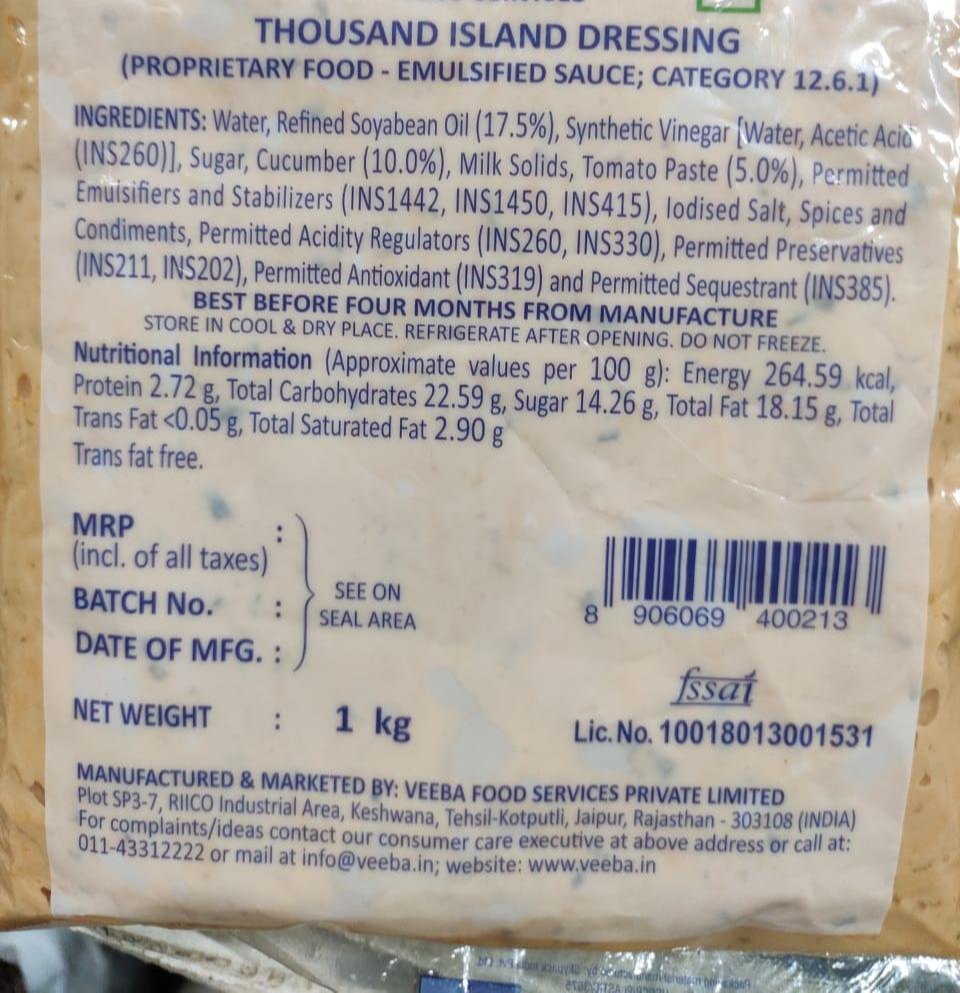 THOUSAND ISLAND DRESSING
(PROPRIETARY FOOD - EMULSIFIED SAUCE; CATEGORY 12.6.1)
INGREDIENTS: Water, Refined Soyabean Oil (17.5%), Synthetic Vinegar [Water, Acetic Acid
(INS260)], Sugar, Cucumber (10.0%), Milk Solids, Tomato Paste (5.0%), Permitted
Emulsifiers and Stabilizers (INS1442, INS1450, INS415), Iodised Salt, Spices and
Condiments, Permitted Acidity Regulators (INS260, INS330), Permitted Preservatives
(INS211, INS202), Permitted Antioxidant (INS319) and Permitted Sequestrant (INS385).
BEST BEFORE FOUR MONTHS FROM MANUFACTURE
STORE IN COOL & DRY PLACE. REFRIGERATE AFTER OPENING. DO NOT FREEZE.
Nutritional Information (Approximate values per 100 g): Energy 264.59 kcal,
Protein 2.72 g, Total Carbohydrates 22.59 g, Sugar 14.26 g, Total Fat 18.15 g, Total
Trans Fat <0.05 g, Total Saturated Fat 2.90 g
Trans fat free.
MRP :
(incl. of all taxes)
BATCH No. :
DATE OF MFG. :
SEE ON
SEAL AREA
8 906069 400213
fssai
Lic. No. 10018013001531
NET WEIGHT : 1 kg
MANUFACTURED & MARKETED BY: VEEBA FOOD SERVICES PRIVATE LIMITED
Plot SP3-7, RIICO Industrial Area, Keshwana, Tehsil-Kotputli, Jaipur, Rajasthan - 303108 (INDIA)
For complaints/ideas contact our consumer care executive at above address or call at:
011-43312222 or mail at info@veeba.in; website: www.veeba.in